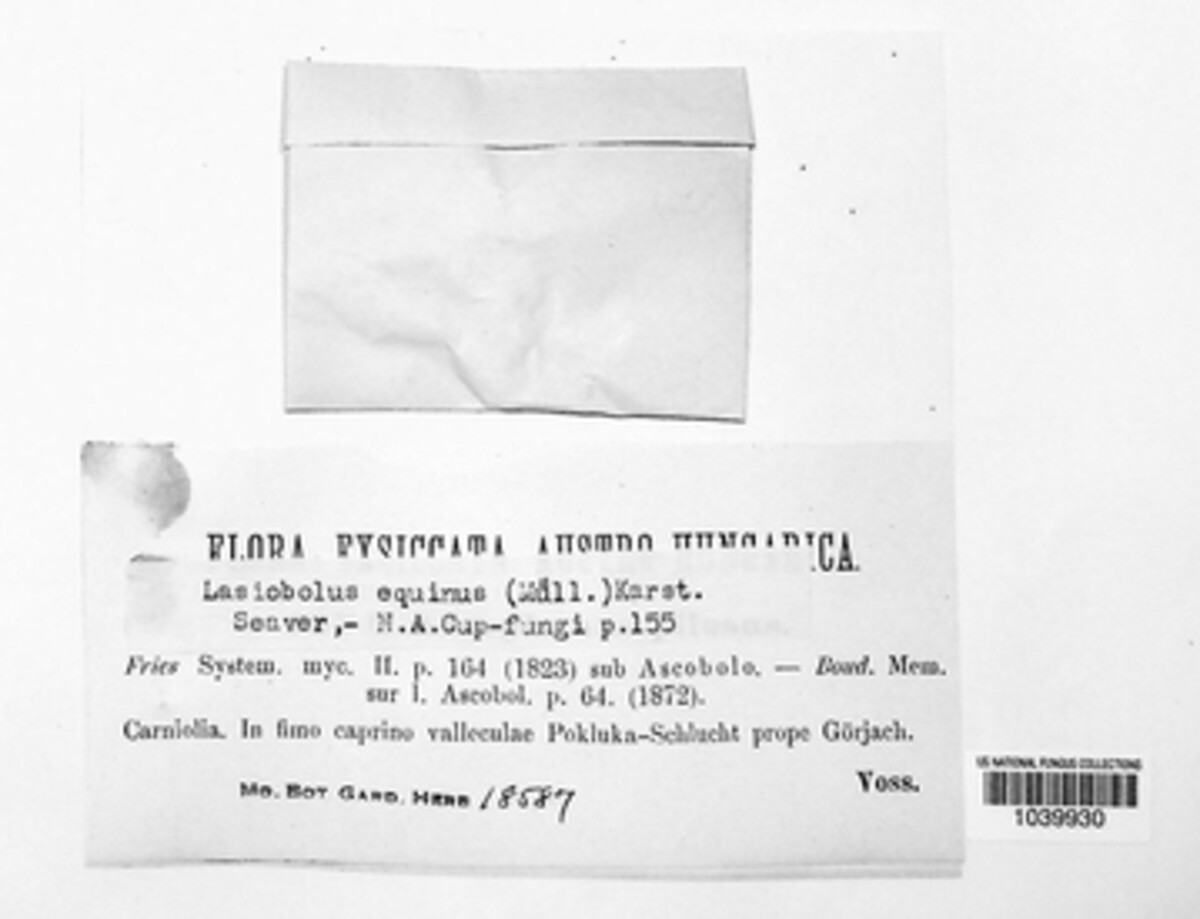 FLORA EXSICCATA AUSTRO-HUNGARICA.
Lasiobolus equinus (Müll.)Karst.
Seaver,- N.A.Cup-fungi p.155
Fries System. myc. II. p. 164 (1823) sub Ascobolo. — Boud. Mem.
sur l. Ascobol. p. 64. (1872).
Carniolia. In fimo caprino valleculae Pokluka-Schlucht prope Görjach.
Voss.
MO. BOT GARD. HERB 18587
US NATIONAL FUNGUS COLLECTIONS
1039930